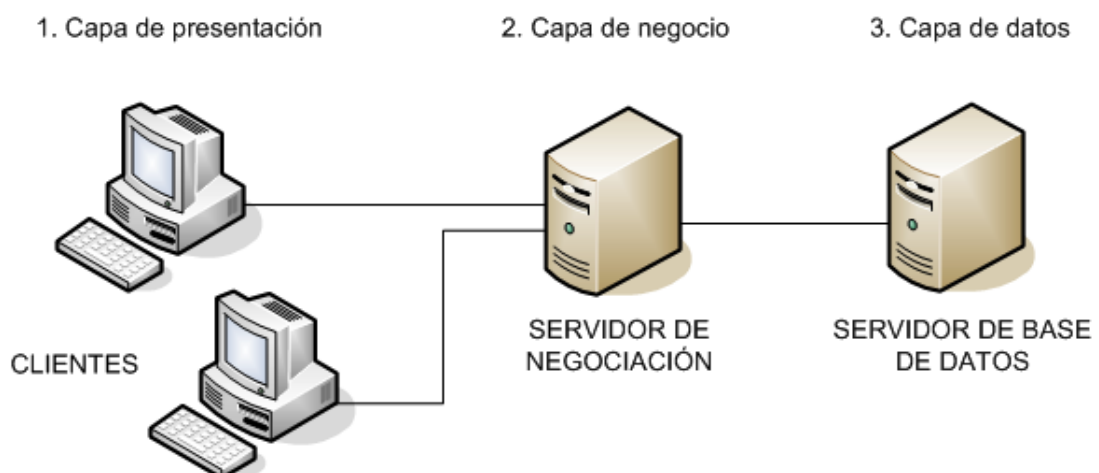 1. Capa de presentación
2. Capa de negocio
3. Capa de datos
SERVIDOR DE
NEGOCIACIÓN
SERVIDOR DE BASE
DE DATOS
CLIENTES